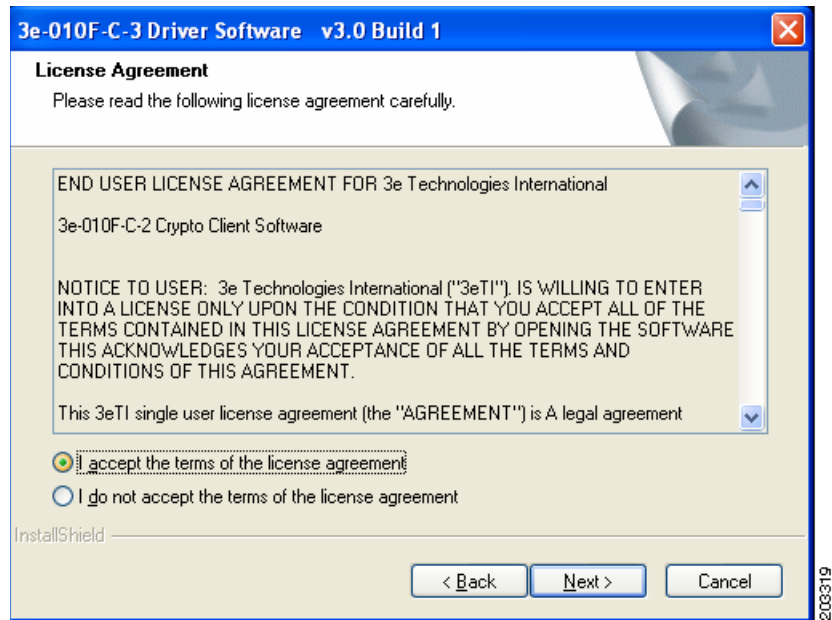 3e-010F-C-3 Driver Software v3.0 Build 1
License Agreement
Please read the following license agreement carefully.
END USER LICENSE AGREEMENT FOR 3e Technologies International
3e-010F-C-2 Crypto Client Software
NOTICE TO USER: 3e Technologies International ("3eTI"). IS WILLING TO ENTER
INTO A LICENSE ONLY UPON THE CONDITION THAT YOU ACCEPT ALL OF THE
TERMS CONTAINED IN THIS LICENSE AGREEMENT BY OPENING THE SOFTWARE
THIS ACKNOWLEDGES YOUR ACCEPTANCE OF ALL THE TERMS AND
CONDITIONS OF THIS AGREEMENT.
This 3eTI single user license agreement (the "AGREEMENT") is A legal agreement
I accept the terms of the license agreement
I do not accept the terms of the license agreement
InstallShield
< Back
Next >
Cancel
203319